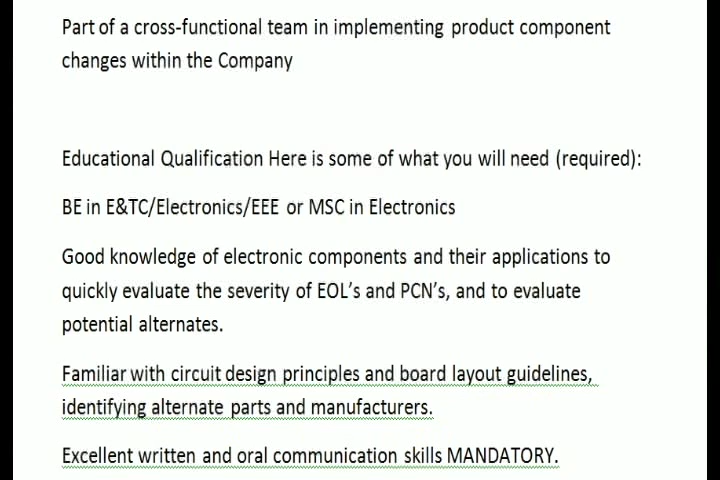 Part of a cross-functional team in implementing product component
changes within the Company
Educational Qualification Here is some of what you will need (required):
BE in E&TC/Electronics/EEE or MSC in Electronics
Good knowledge of electronic components and their applications to
quickly evaluate the severity of EOL’s and PCN’s, and to evaluate
potential alternates.
Familiar with circuit design principles and board layout guidelines,
identifying alternate parts and manufacturers.
Excellent written and oral communication skills MANDATORY.